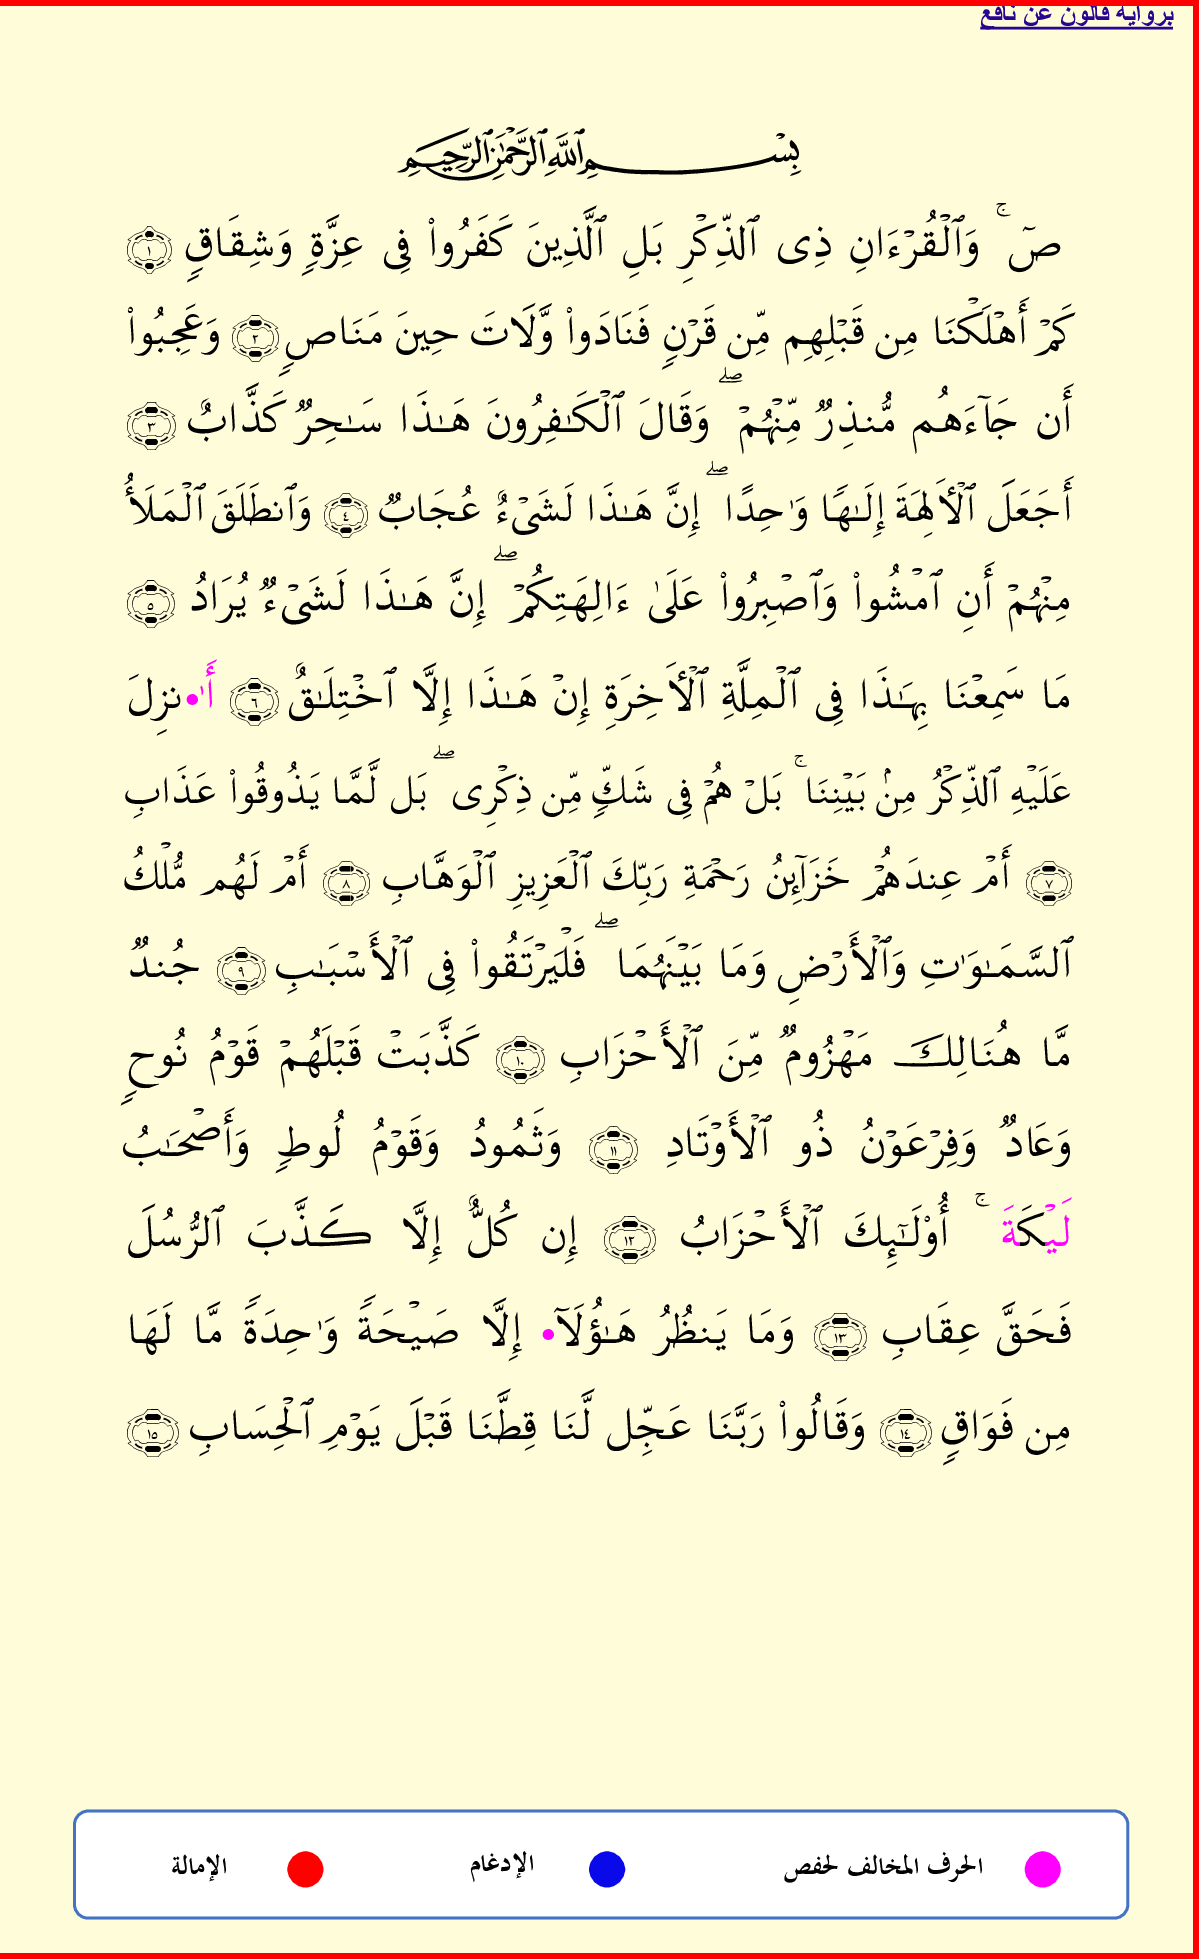 برواية قالون عن نافع
بِسْمِ ٱللَّهِ ٱلرَّحْمَٰنِ ٱلرَّحِيمِ
صٓ ۚ وَٱلْقُرْءَانِ ذِى ٱلذِّكْرِ بَلِ ٱلَّذِينَ كَفَرُوا۟ فِى عِزَّةٍ وَشِقَاقٍ ١
كَمْ أَهْلَكْنَا مِن قَبْلِهِم مِّن قَرْنٍ فَنَادَوا۟ وَّلَاتَ حِينَ مَنَاصٍ ٢ وَعَجِبُوا۟
أَن جَآءَهُم مُّنذِرٌ مِّنْهُمْ ۖ وَقَالَ ٱلْكَٰفِرُونَ هَٰذَا سَٰحِرٌ كَذَّابٌ ٣
أَجَعَلَ ٱلْأَلِهَةَ إِلَٰهًا وَٰحِدًا ۖ إِنَّ هَٰذَا لَشَىْءٌ عُجَابٌ ٤ وَٱنطَلَقَ ٱلْمَلَأُ
مِنْهُمْ أَنِ ٱمْشُوا۟ وَٱصْبِرُوا۟ عَلَىٰ ءَالِهَتِكُمْ ۖ إِنَّ هَٰذَا لَشَىْءٌ يُرَادُ ٥
مَا سَمِعْنَا بِهَٰذَا فِى ٱلْمِلَّةِ ٱلْأَخِرَةِ إِنْ هَٰذَا إِلَّا ٱخْتِلَٰقٌ ٦ أَٰ•نزِلَ
عَلَيْهِ ٱلذِّكْرُ مِنۢ بَيْنِنَا ۚ بَلْ هُمْ فِى شَكٍّ مِّن ذِكْرِى ۖ بَل لَّمَّا يَذُوقُوا۟ عَذَابِ
٧ أَمْ عِندَهُمْ خَزَآئِنُ رَحْمَةِ رَبِّكَ ٱلْعَزِيزِ ٱلْوَهَّابِ ٨ أَمْ لَهُم مُّلْكُ
ٱلسَّمَٰوَٰتِ وَٱلْأَرْضِ وَمَا بَيْنَهُمَا ۖ فَلْيَرْتَقُوا۟ فِى ٱلْأَسْبَٰبِ ٩ جُندٌ
مَّا هُنَالِكَ مَهْزُومٌ مِّنَ ٱلْأَحْزَابِ ١٠ كَذَّبَتْ قَبْلَهُمْ قَوْمُ نُوحٍ
وَعَادٌ وَفِرْعَوْنُ ذُو ٱلْأَوْتَادِ ١١ وَثَمُودُ وَقَوْمُ لُوطٍ وَأَصْحَٰبُ
لَيْكَةَ ۚ أُو۟لَٰٓئِكَ ٱلْأَحْزَابُ ١٢ إِن كُلٌّ إِلَّا كَذَّبَ ٱلرُّسُلَ
فَحَقَّ عِقَابِ ١٣ وَمَا يَنظُرُ هَٰؤُلَآ• إِلَّا صَيْحَةً وَٰحِدَةً مَّا لَهَا
مِن فَوَاقٍ ١٤ وَقَالُوا۟ رَبَّنَا عَجِّل لَّنَا قِطَّنَا قَبْلَ يَوْمِ ٱلْحِسَابِ ١٥
الحرف المخالف لحفص الإدغام الإمالة